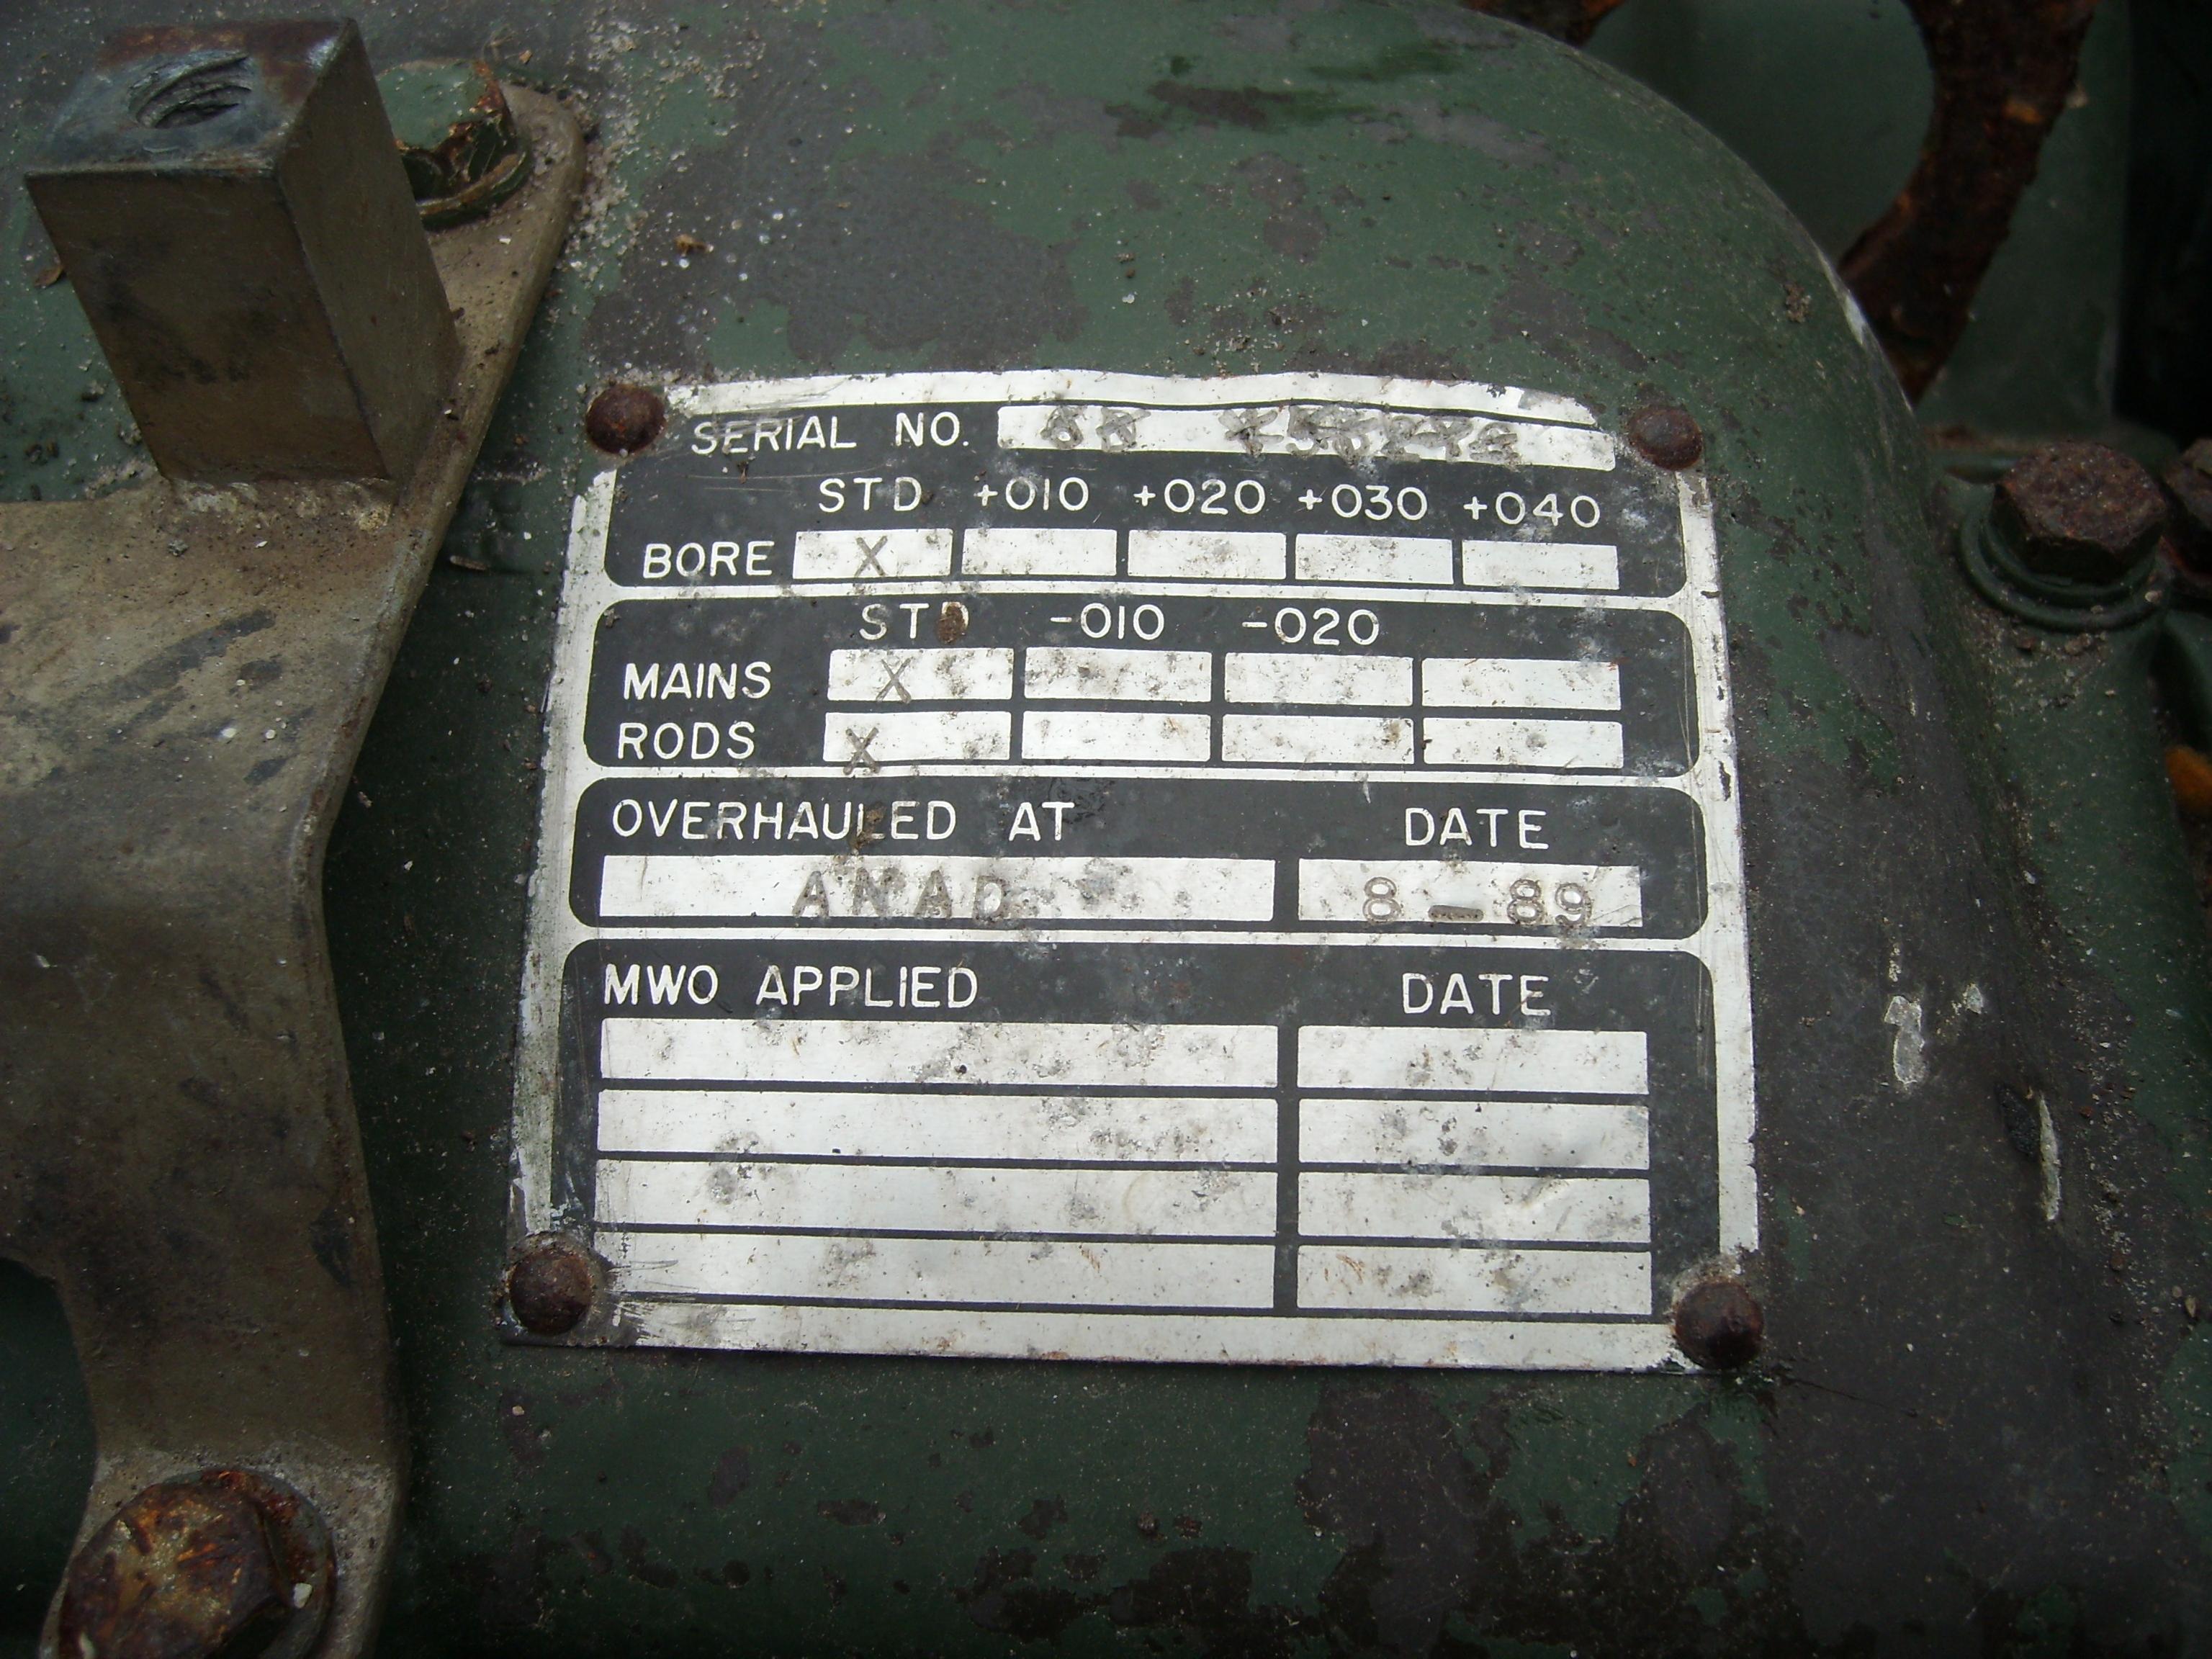 SERIAL NO.
STD +010 +020 +030 +040
BORE X
STD -010 -020
MAINS X
RODS X
OVERHAULED AT DATE
ANAD 8-89
MWO APPLIED DATE